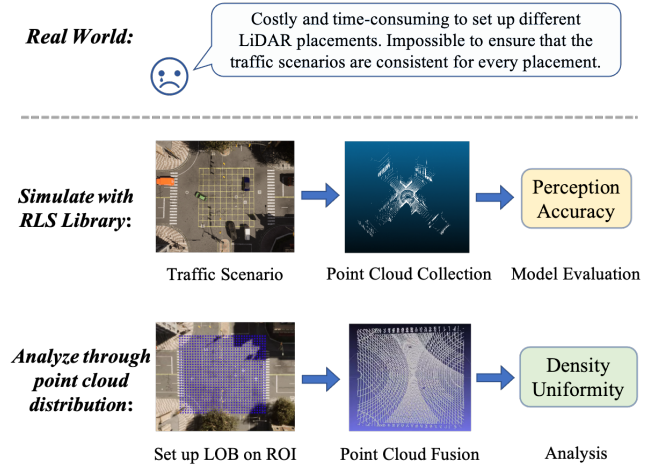 Real World:
Costly and time-consuming to set up different
LiDAR placements. Impossible to ensure that the
traffic scenarios are consistent for every placement.
Simulate with
RLS Library:
Perception
Accuracy
Traffic Scenario
Point Cloud Collection
Model Evaluation
Analyze through
point cloud
distribution:
Density
Uniformity
Set up LOB on ROI
Point Cloud Fusion
Analysis